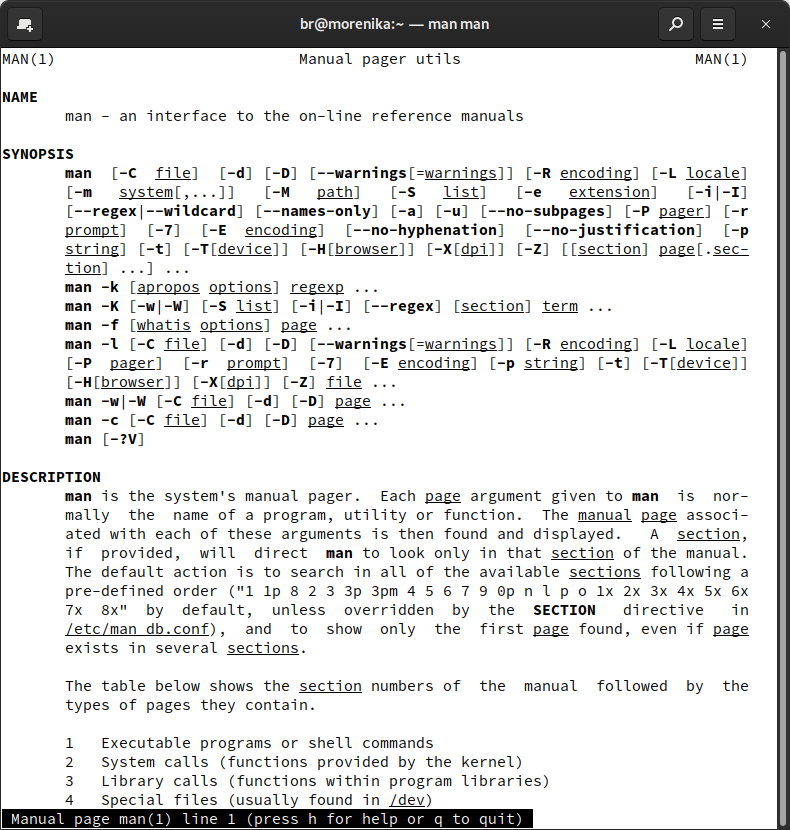 br@morenika:~ — man man
MAN(1) Manual pager utils MAN(1)
NAME
man - an interface to the on-line reference manuals
SYNOPSIS
man [-C file] [-d] [-D] [--warnings[=warnings]] [-R encoding] [-L locale]
[-m system[,...]] [-M path] [-S list] [-e extension] [-i|-I]
[--regex|--wildcard] [--names-only] [-a] [-u] [--no-subpages] [-P pager] [-r
prompt] [-7] [-E encoding] [--no-hyphenation] [--no-justification] [-p
string] [-t] [-T[device]] [-H[browser]] [-X[dpi]] [-Z] [[section] page[.sec-
tion] ...] ...
man -k [apropos options] regexp ...
man -K [-w|-W] [-S list] [-i|-I] [--regex] [section] term ...
man -f [whatis options] page ...
man -l [-C file] [-d] [-D] [--warnings[=warnings]] [-R encoding] [-L locale]
[-P pager] [-r prompt] [-7] [-E encoding] [-p string] [-t] [-T[device]]
[-H[browser]] [-X[dpi]] [-Z] file ...
man -w|-W [-C file] [-d] [-D] page ...
man -c [-C file] [-d] [-D] page ...
man [-?V]
DESCRIPTION
man is the system's manual pager. Each page argument given to man is nor-
mally the name of a program, utility or function. The manual page associ-
ated with each of these arguments is then found and displayed. A section,
if provided, will direct man to look only in that section of the manual.
The default action is to search in all of the available sections following a
pre-defined order ("1 1p 8 2 3 3p 3pm 4 5 6 7 9 0p n l p o 1x 2x 3x 4x 5x 6x
7x 8x" by default, unless overridden by the SECTION directive in
/etc/man_db.conf), and to show only the first page found, even if page
exists in several sections.
The table below shows the section numbers of the manual followed by the
types of pages they contain.
1 Executable programs or shell commands
2 System calls (functions provided by the kernel)
3 Library calls (functions within program libraries)
4 Special files (usually found in /dev)
Manual page man(1) line 1 (press h for help or q to quit)